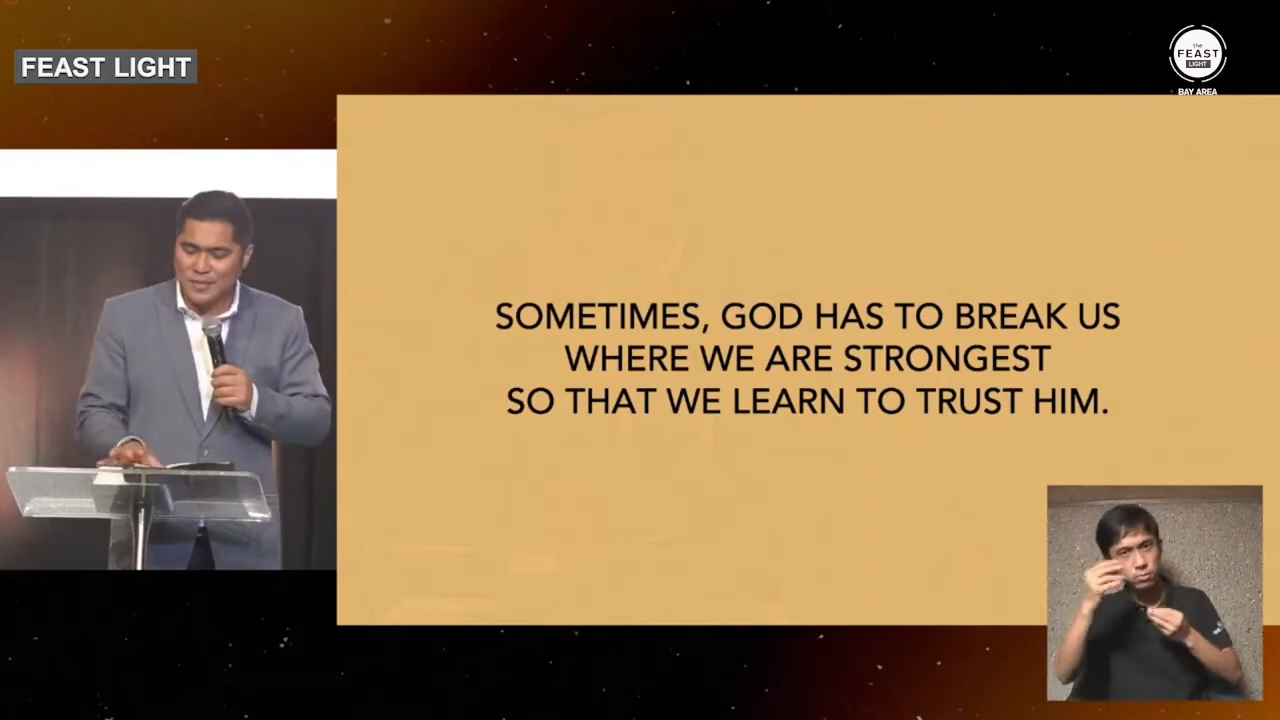 FEAST LIGHT
the
FEAST
LIGHT
BAY AREA
SOMETIMES, GOD HAS TO BREAK US
WHERE WE ARE STRONGEST
SO THAT WE LEARN TO TRUST HIM.